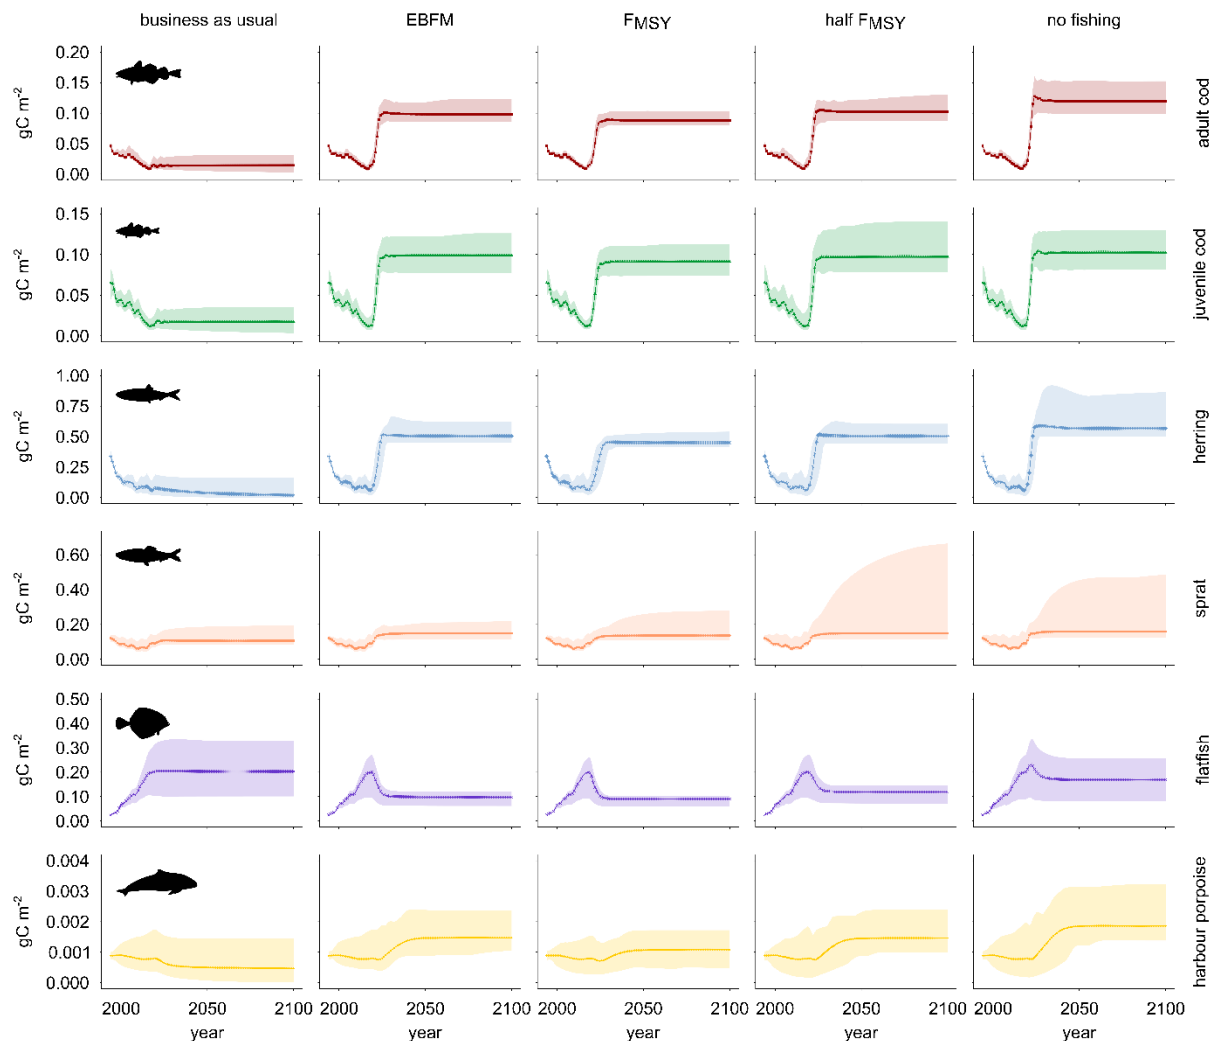 business as usual
EBFM
FMSY
half FMSY
no fishing
0.20
0.15
0.10
0.05
0.00
gC m-2
adult cod
0.15
0.10
0.05
0.00
gC m-2
juvenile cod
1.00
0.75
0.50
0.25
0.00
gC m-2
herring
0.60
0.40
0.20
0.00
gC m-2
sprat
0.50
0.40
0.30
0.20
0.10
0.00
gC m-2
flatfish
0.004
0.003
0.002
0.001
0.000
gC m-2
harbour porpoise
2000 2050 2100 2000 2050 2100 2000 2050 2100 2000 2050 2100 2000 2050 2100
year year year year year